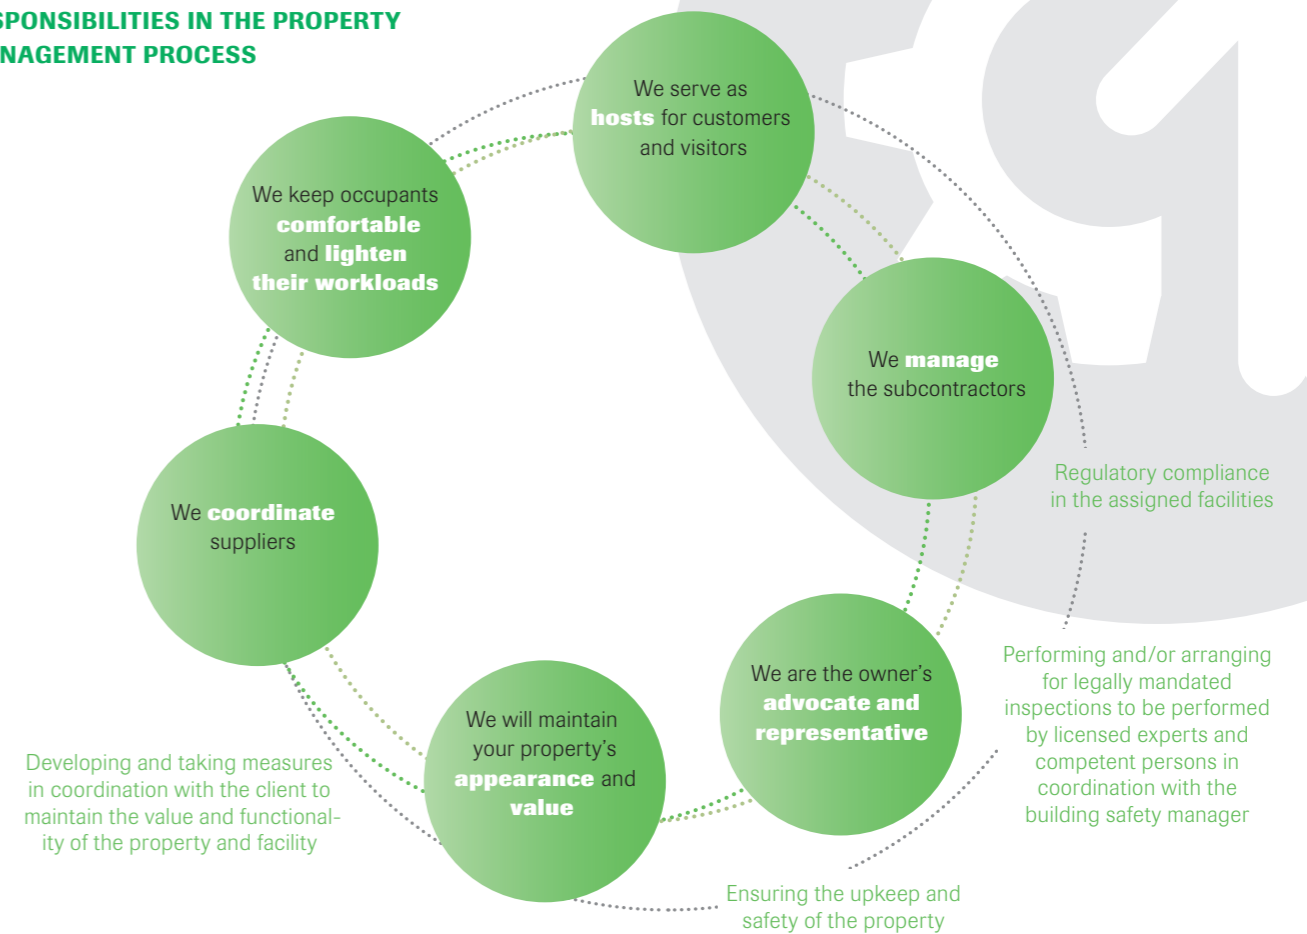 SPONSIBILITIES IN THE PROPERTY
NAGEMENT PROCESS
We serve as
hosts for customers
and visitors
We keep occupants
comfortable
and lighten
their workloads
We manage
the subcontractors
Regulatory compliance
in the assigned facilities
We coordinate
suppliers
Performing and/or arranging
for legally mandated
inspections to be performed
by licensed experts and
competent persons in
coordination with the
building safety manager
We are the owner's
advocate and
representative
We will maintain
your property's
appearance and
value
Developing and taking measures
in coordination with the client to
maintain the value and functional-
ity of the property and facility
Ensuring the upkeep and
safety of the property